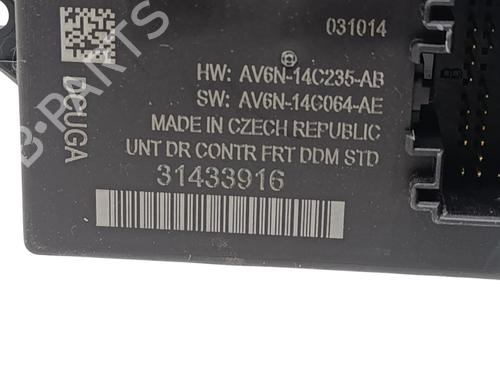 031014
HW: AV6N-14C235-AB
SW: AV6N-14C064-AE
MADE IN CZECH REPUBLIC
UNT DR CONTR FRT DDM STD
31433916
DCUGA
B
B-PARTS